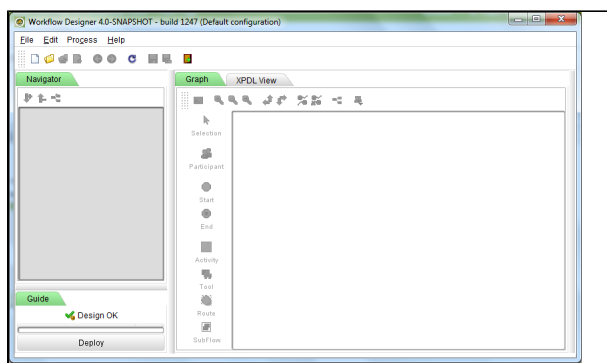 Workflow Designer 4.0-SNAPSHOT - build 1247 (Default configuration)
File Edit Process Help
Navigator
Graph
XPDL View
Selection
Participant
Start
End
Activity
Tool
Route
SubFlow
Guide
Design OK
Deploy